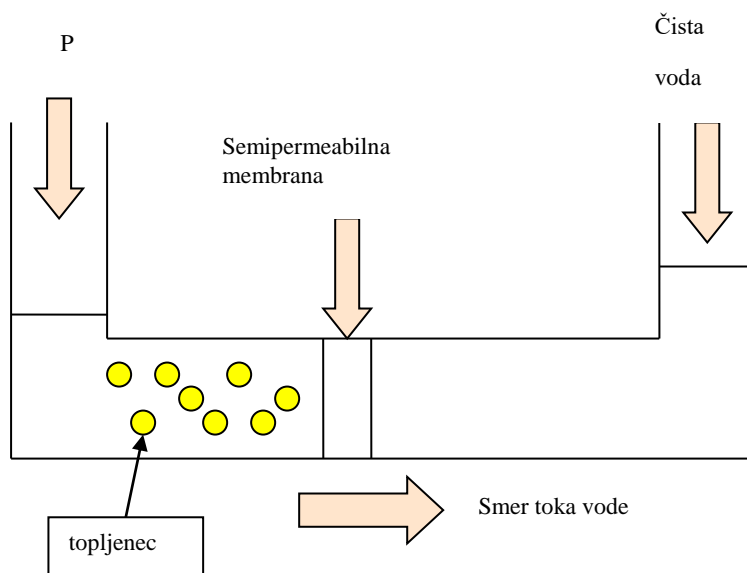 P
Čista
voda
Semipermeabilna
membrana
Smer toka vode
topljenec